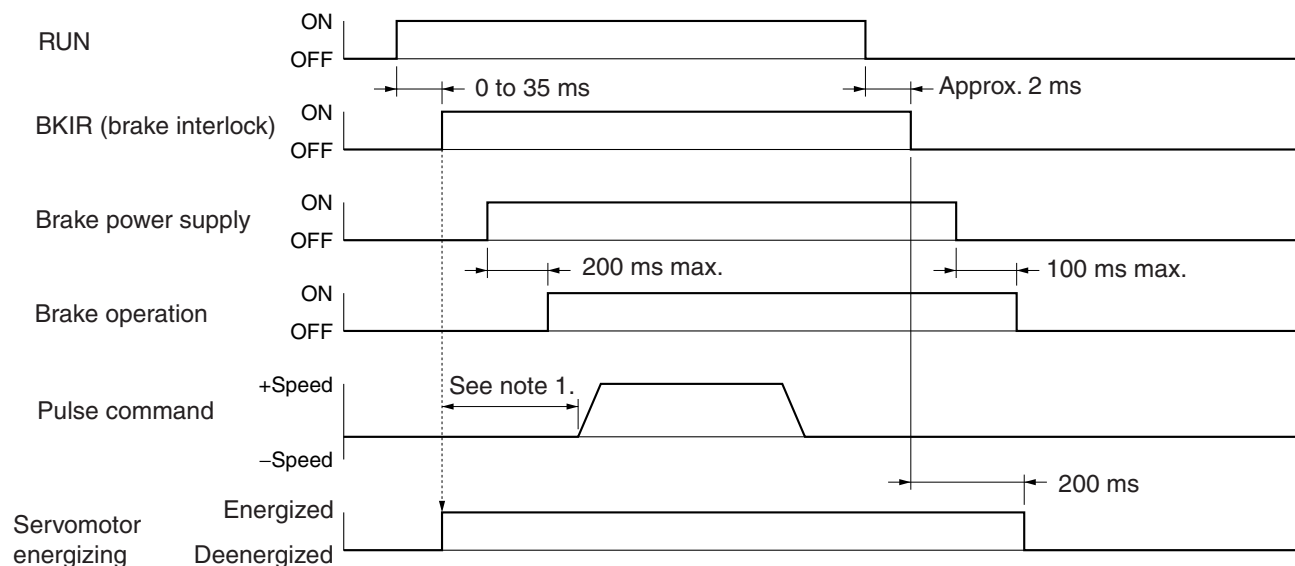 RUN
ON
OFF
0 to 35 ms
Approx. 2 ms
BKIR (brake interlock)
ON
OFF
Brake power supply
ON
OFF
200 ms max.
100 ms max.
Brake operation
ON
OFF
Pulse command
+Speed
−Speed
See note 1.
200 ms
Servomotor
energizing
Energized
Deenergized